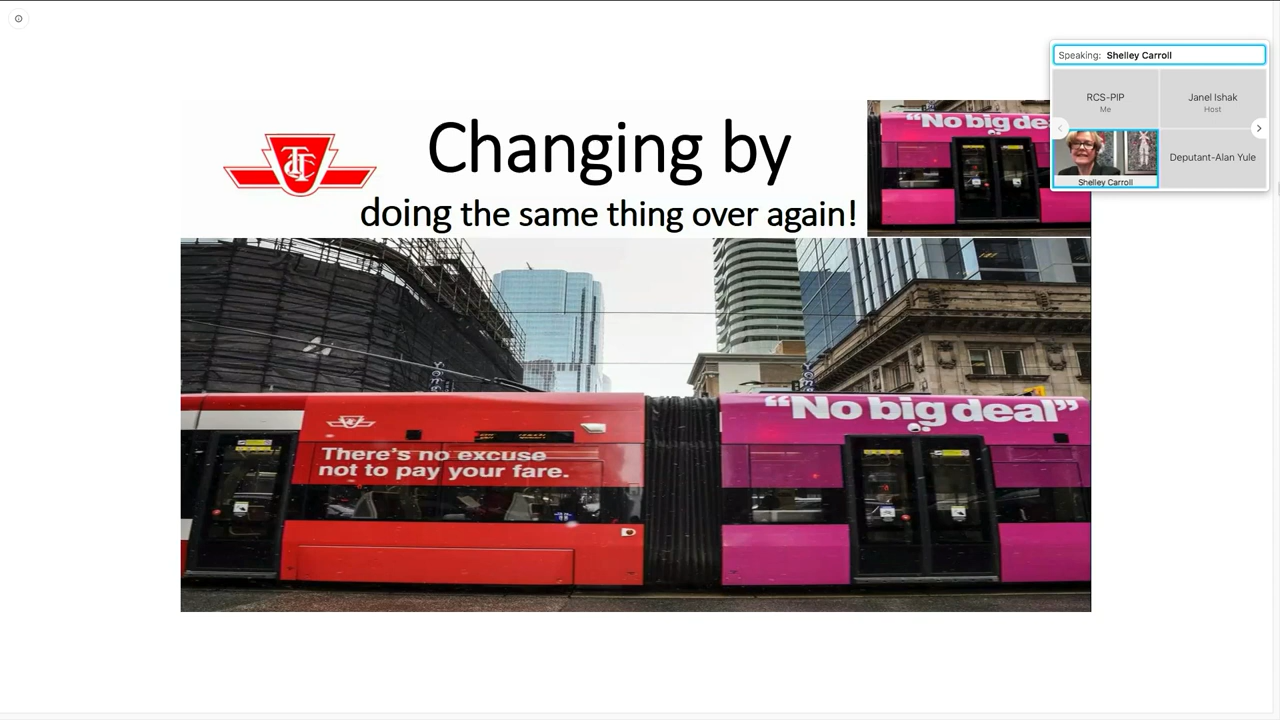 Speaking: Shelley Carroll
RCS-PIP
Me
Janel Ishak
Host
Shelley Carroll
Deputant-Alan Yule
TTC
Changing by
doing the same thing over again!
"No big de
There's no excuse
not to pay your fare.
“No big deal”